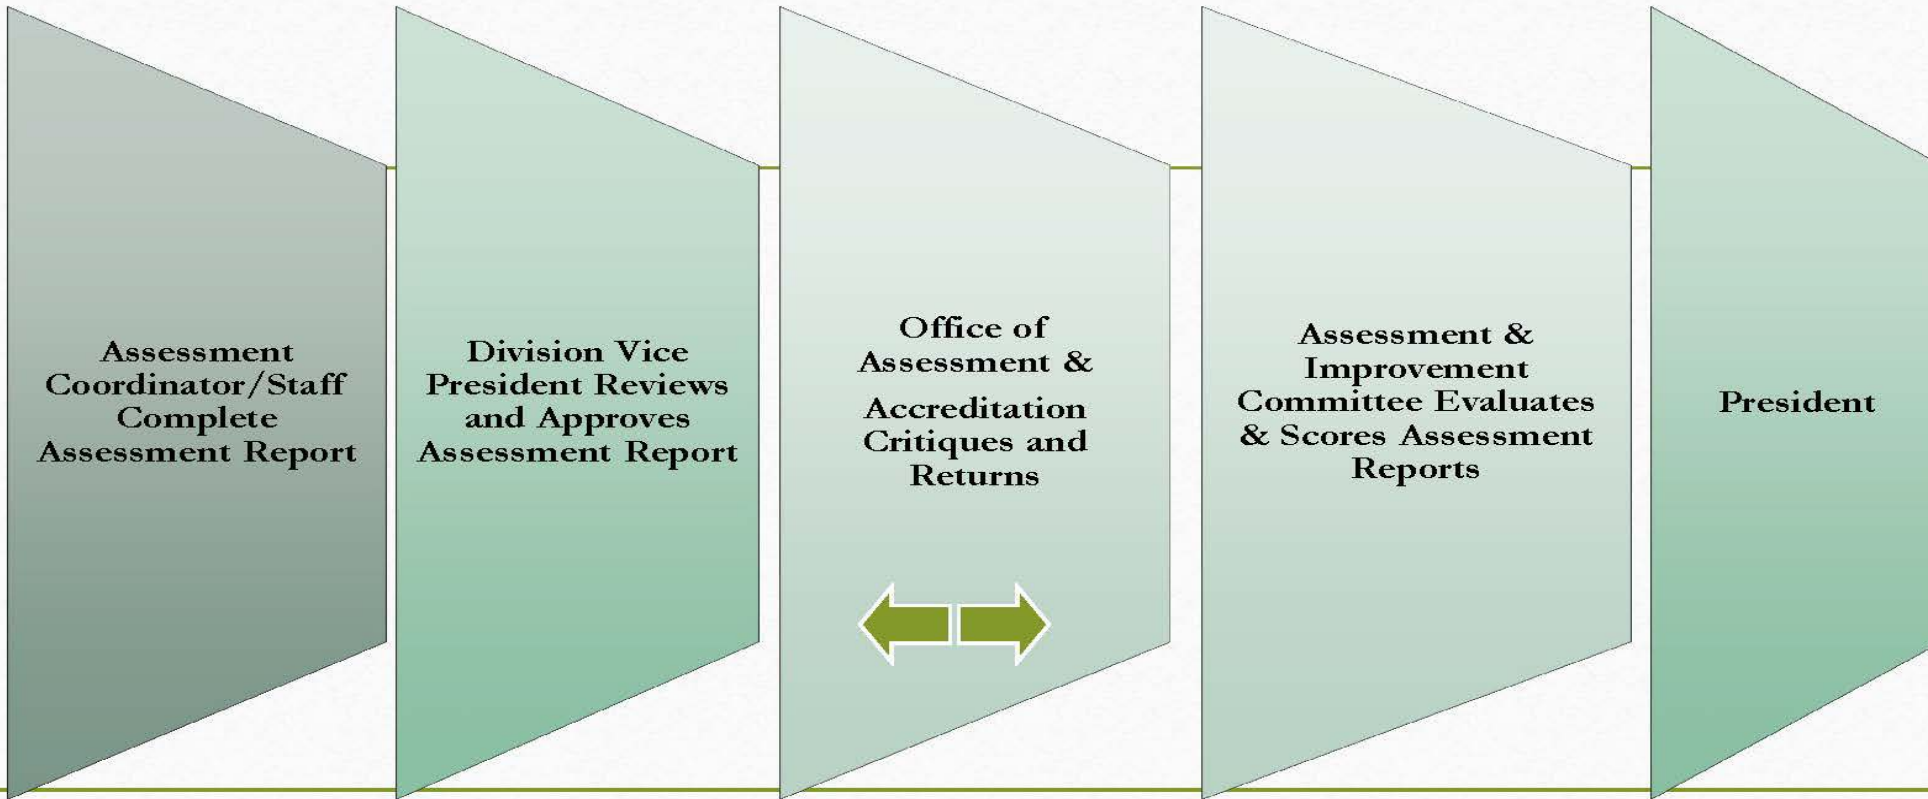 Assessment
Coordinator/Staff
Complete
Assessment Report
Division Vice
President Reviews
and Approves
Assessment Report
Office of
Assessment &
Accreditation
Critiques and
Returns
Assessment &
Improvement
Committee Evaluates
& Scores Assessment
Reports
President